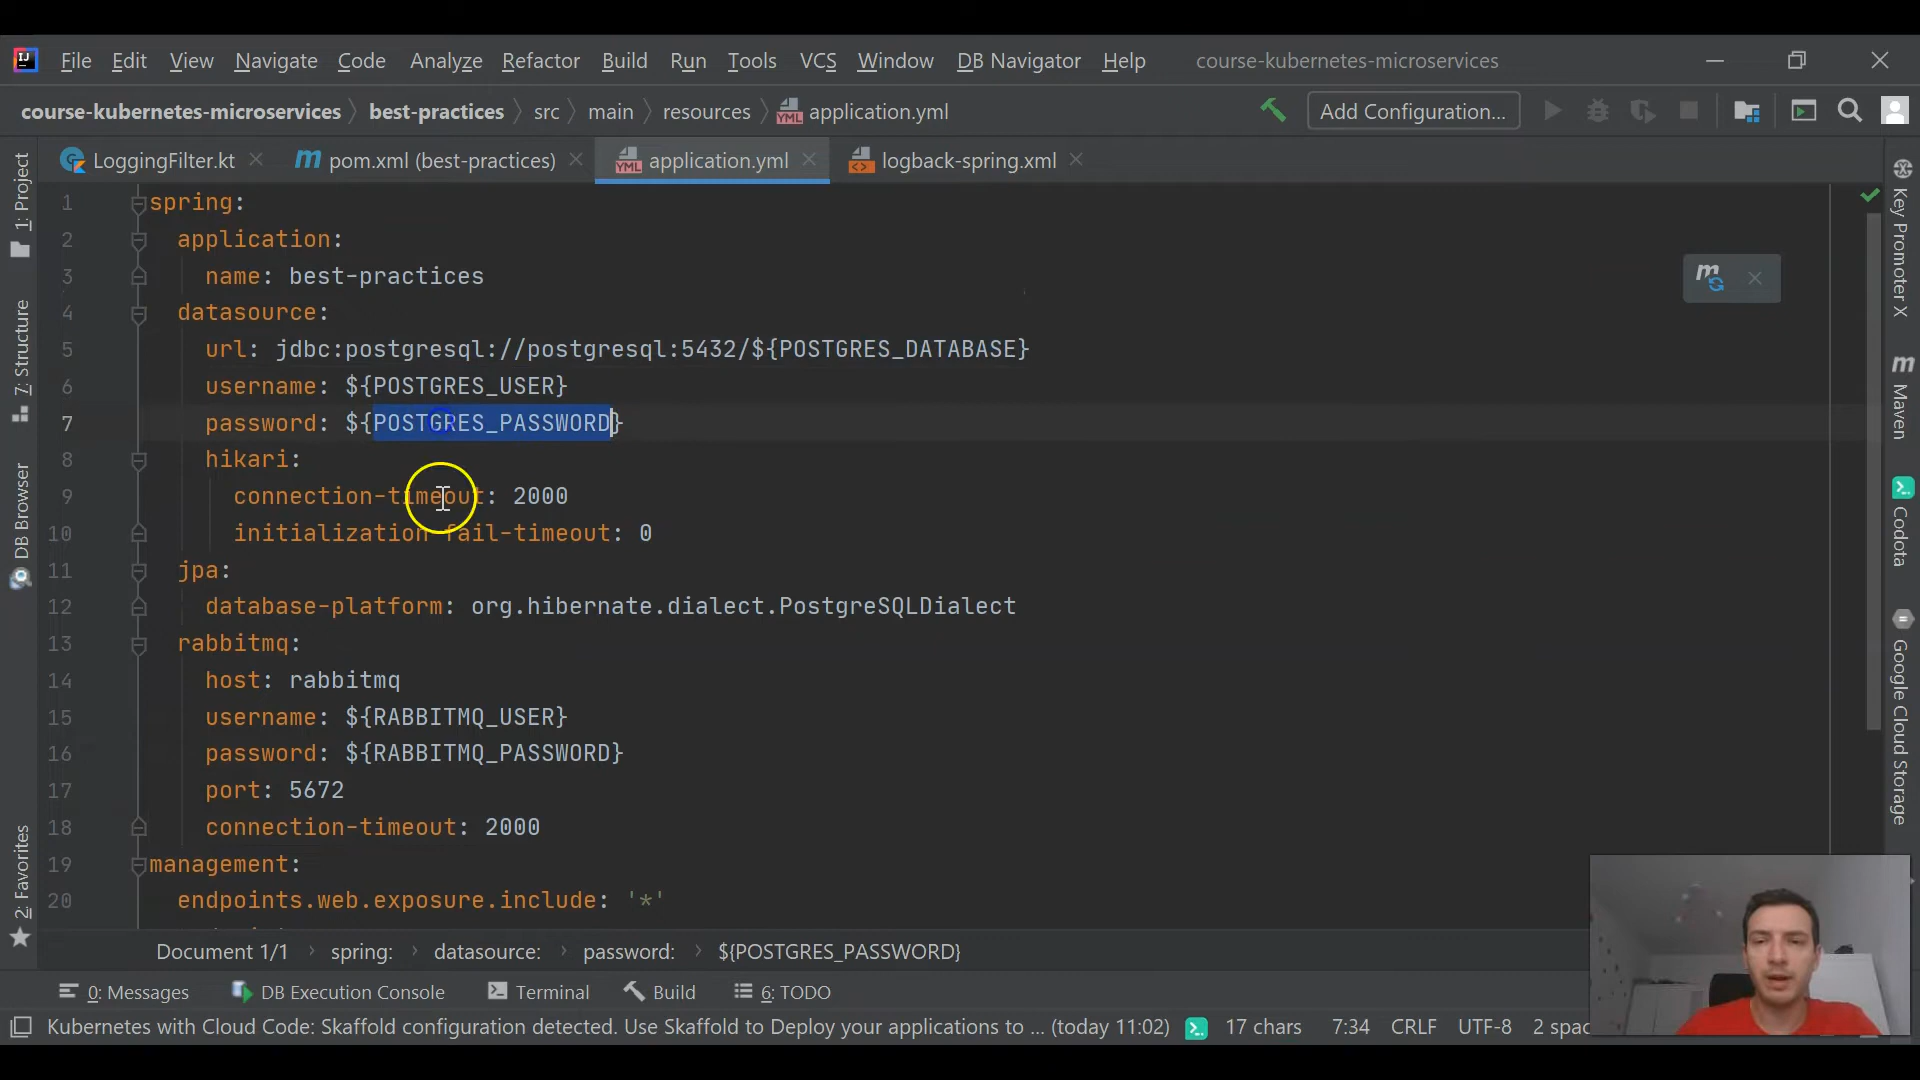 File Edit View Navigate Code Analyze Refactor Build Run Tools VCS Window DB Navigator Help course-kubernetes-microservices
course-kubernetes-microservices best-practices src main resources application.yml Add Configuration...
LoggingFilter.kt pom.xml (best-practices) application.yml logback-spring.xml
1 spring:
2 application:
3 name: best-practices
4 datasource:
5 url: jdbc:postgresql://postgresql:5432/${POSTGRES_DATABASE}
6 username: ${POSTGRES_USER}
7 password: ${POSTGRES_PASSWORD}
8 hikari:
9 connection-timeout: 2000
10 initialization-fail-timeout: 0
11 jpa:
12 database-platform: org.hibernate.dialect.PostgreSQLDialect
13 rabbitmq:
14 host: rabbitmq
15 username: ${RABBITMQ_USER}
16 password: ${RABBITMQ_PASSWORD}
17 port: 5672
18 connection-timeout: 2000
19 management:
20 endpoints.web.exposure.include: '*'
Document 1/1 spring: datasource: password: ${POSTGRES_PASSWORD}
0: Messages DB Execution Console Terminal Build 6: TODO
Kubernetes with Cloud Code: Skaffold configuration detected. Use Skaffold to Deploy your applications to ... (today 11:02) 17 chars 7:34 CRLF UTF-8 2 spac
1: Project
7: Structure
DB Browser
2: Favorites
Key Promoter X
Maven
Codota
Google Cloud Storage